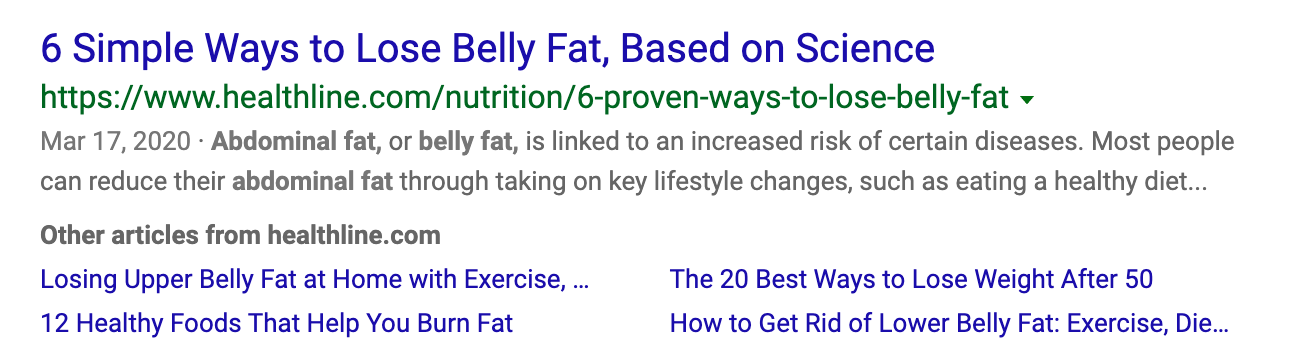 6 Simple Ways to Lose Belly Fat, Based on Science
https://www.healthline.com/nutrition/6-proven-ways-to-lose-belly-fat
Mar 17, 2020 · Abdominal fat, or belly fat, is linked to an increased risk of certain diseases. Most people
can reduce their abdominal fat through taking on key lifestyle changes, such as eating a healthy diet...
Other articles from healthline.com
Losing Upper Belly Fat at Home with Exercise, ...
The 20 Best Ways to Lose Weight After 50
12 Healthy Foods That Help You Burn Fat
How to Get Rid of Lower Belly Fat: Exercise, Die...